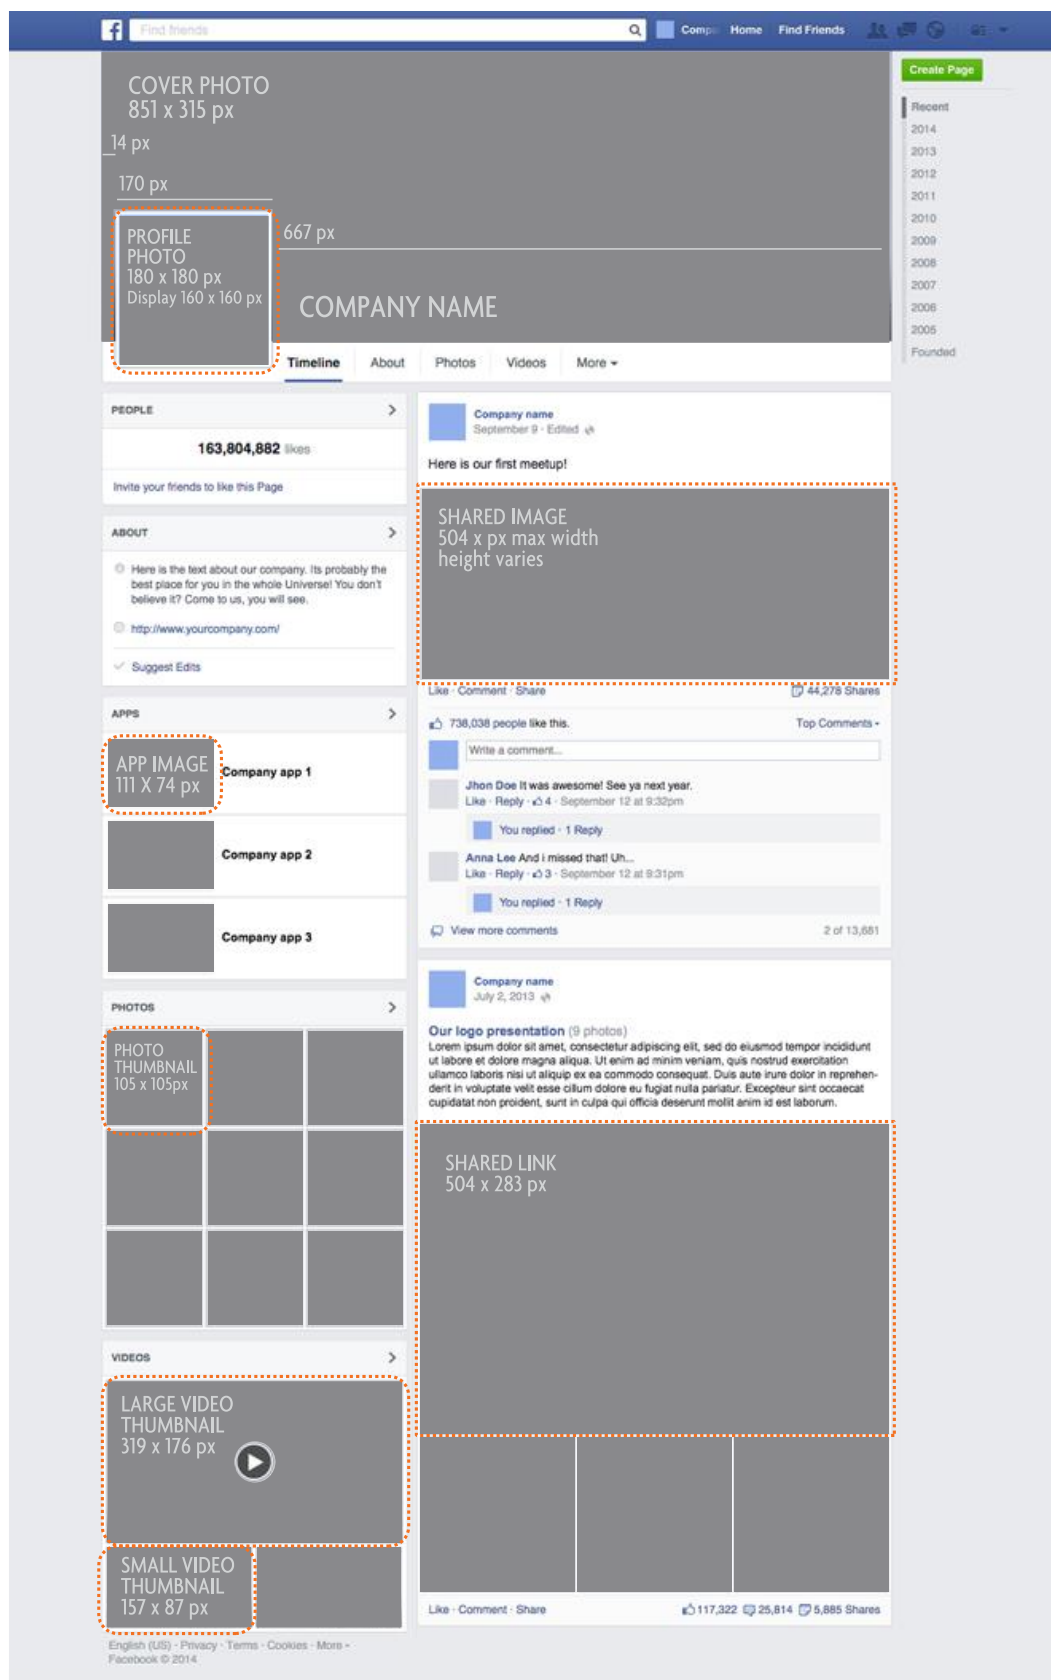 f Find friends Comp Home Find Friends
COVER PHOTO
851 x 315 px
14 px
170 px
667 px
PROFILE
PHOTO
180 x 180 px
Display 160 x 160 px
COMPANY NAME
Timeline About Photos Videos More
Create Page
Recent
2014
2013
2012
2011
2010
2009
2008
2007
2006
2005
Founded
PEOPLE
163,804,882 likes
Invite your friends to like this Page
ABOUT
Here is the text about our company. Its probably the
best place for you in the whole Universe! You don't
believe it? Come to us, you will see.
http://www.yourcompany.com/
Suggest Edits
APPS
APP IMAGE
111 X 74 px
Company app 1
Company app 2
Company app 3
PHOTOS
PHOTO
THUMBNAIL
105 x 105px
VIDEOS
LARGE VIDEO
THUMBNAIL
319 x 176 px
SMALL VIDEO
THUMBNAIL
157 x 87 px
English (US) · Privacy · Terms · Cookies · More
Facebook © 2014
Company name
September 9 · Edited
Here is our first meetup!
SHARED IMAGE
504 x px max width
height varies
Like · Comment · Share 44,278 Shares
738,038 people like this. Top Comments
Write a comment...
Jhon Doe It was awesome! See ya next year.
Like · Reply · 4 · September 12 at 9:32pm
You replied · 1 Reply
Anna Lee And i missed that! Uh...
Like · Reply · 3 · September 12 at 9:31pm
You replied · 1 Reply
View more comments 2 of 13,681
Company name
July 2, 2013
Our logo presentation (9 photos)
Lorem ipsum dolor sit amet, consectetur adipiscing elit, sed do eiusmod tempor incididunt
ut labore et dolore magna aliqua. Ut enim ad minim veniam, quis nostrud exercitation
ullamco laboris nisi ut aliquip ex ea commodo consequat. Duis aute irure dolor in reprehen-
derit in voluptate velit esse cillum dolore eu fugiat nulla pariatur. Excepteur sint occaecat
cupidatat non proident, sunt in culpa qui officia deserunt mollit anim id est laborum.
SHARED LINK
504 x 283 px
Like · Comment · Share 117,322 25,814 5,885 Shares